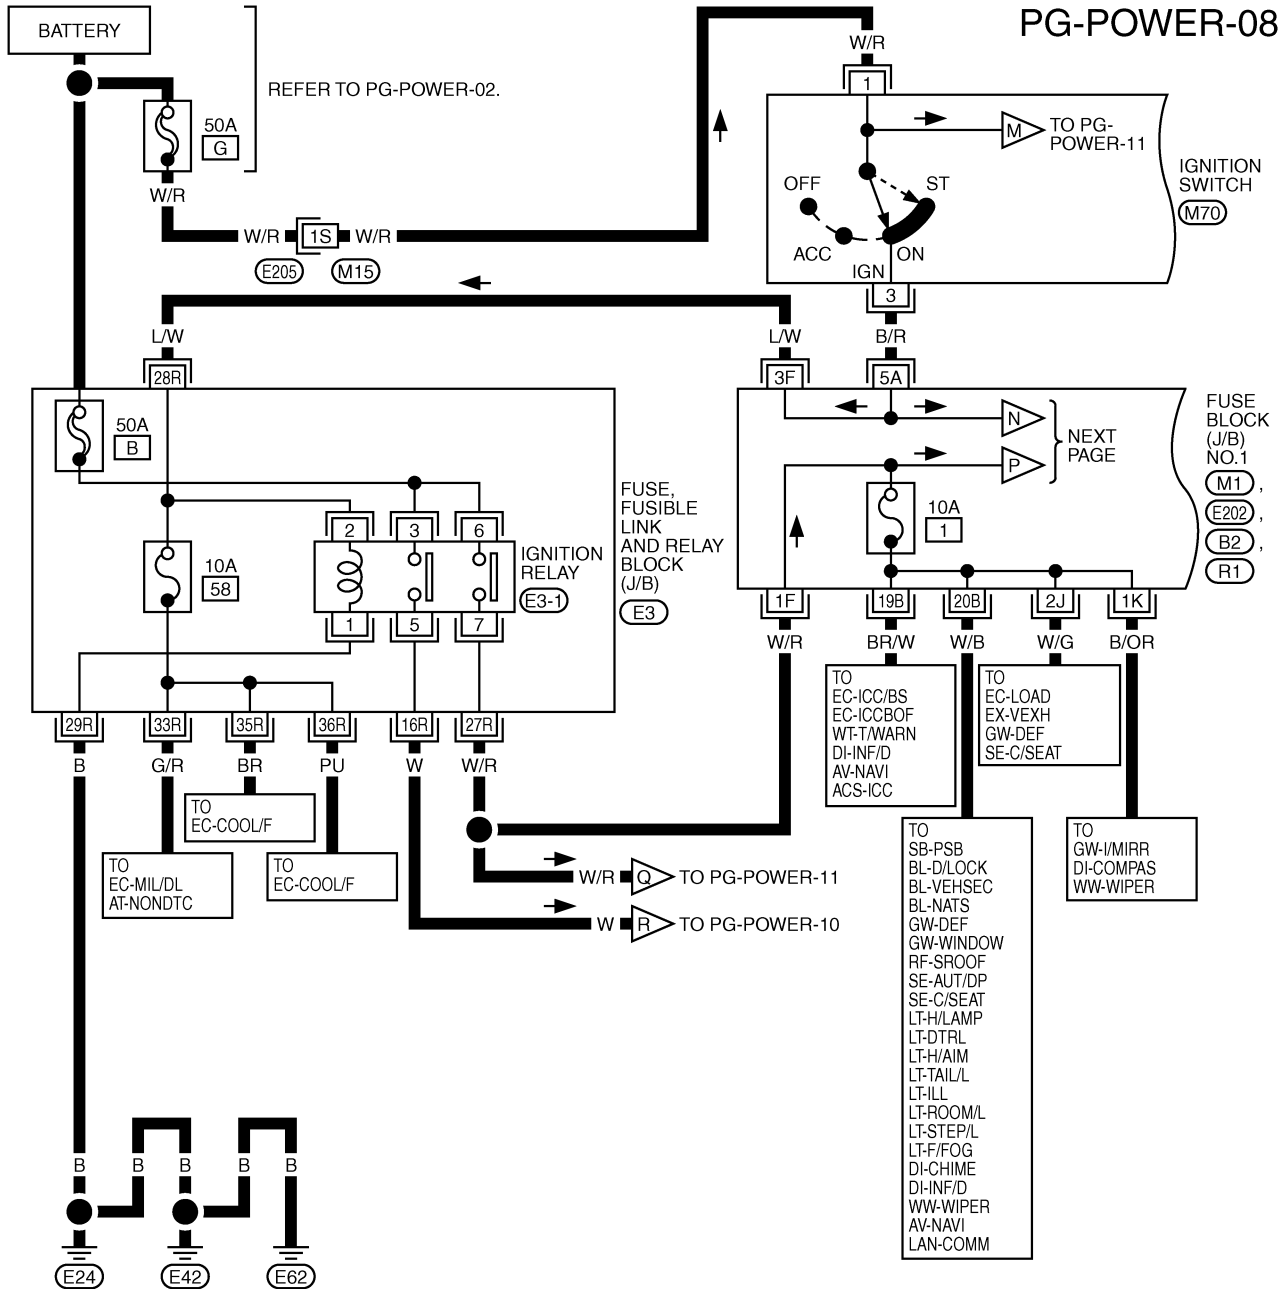 PG-POWER-08
BATTERY
REFER TO PG-POWER-02.
50A
G
W/R
W/R
1S
W/R
E205
M15
W/R
1
M
TO PG-
POWER-11
IGNITION
SWITCH
M70
OFF
ST
ACC
ON
IGN
3
L/W
L/W
B/R
28R
3F
5A
50A
B
N
P
NEXT
PAGE
FUSE
BLOCK
(J/B)
NO.1
M1 ,
E202 ,
B2 ,
R1
10A
1
2
3
6
10A
58
IGNITION
RELAY
E3-1
FUSE,
FUSIBLE
LINK
AND RELAY
BLOCK
(J/B)
E3
1
5
7
1F
19B
20B
2J
1K
W/R
BR/W
W/B
W/G
B/OR
29R
33R
35R
36R
16R
27R
B
G/R
BR
PU
W
W/R
TO
EC-ICC/BS
EC-ICCBOF
WT-T/WARN
DI-INF/D
AV-NAVI
ACS-ICC
TO
EC-LOAD
EX-VEXH
GW-DEF
SE-C/SEAT
TO
EC-COOL/F
TO
EC-MIL/DL
AT-NONDTC
TO
EC-COOL/F
W/R
Q
TO PG-POWER-11
W
R
TO PG-POWER-10
TO
SB-PSB
BL-D/LOCK
BL-VEHSEC
BL-NATS
GW-DEF
GW-WINDOW
RF-SROOF
SE-AUT/DP
SE-C/SEAT
LT-H/LAMP
LT-DTRL
LT-H/AIM
LT-TAIL/L
LT-ILL
LT-ROOM/L
LT-STEP/L
LT-F/FOG
DI-CHIME
DI-INF/D
WW-WIPER
AV-NAVI
LAN-COMM
TO
GW-I/MIRR
DI-COMPAS
WW-WIPER
B
B
B
B
B
E24
E42
E62